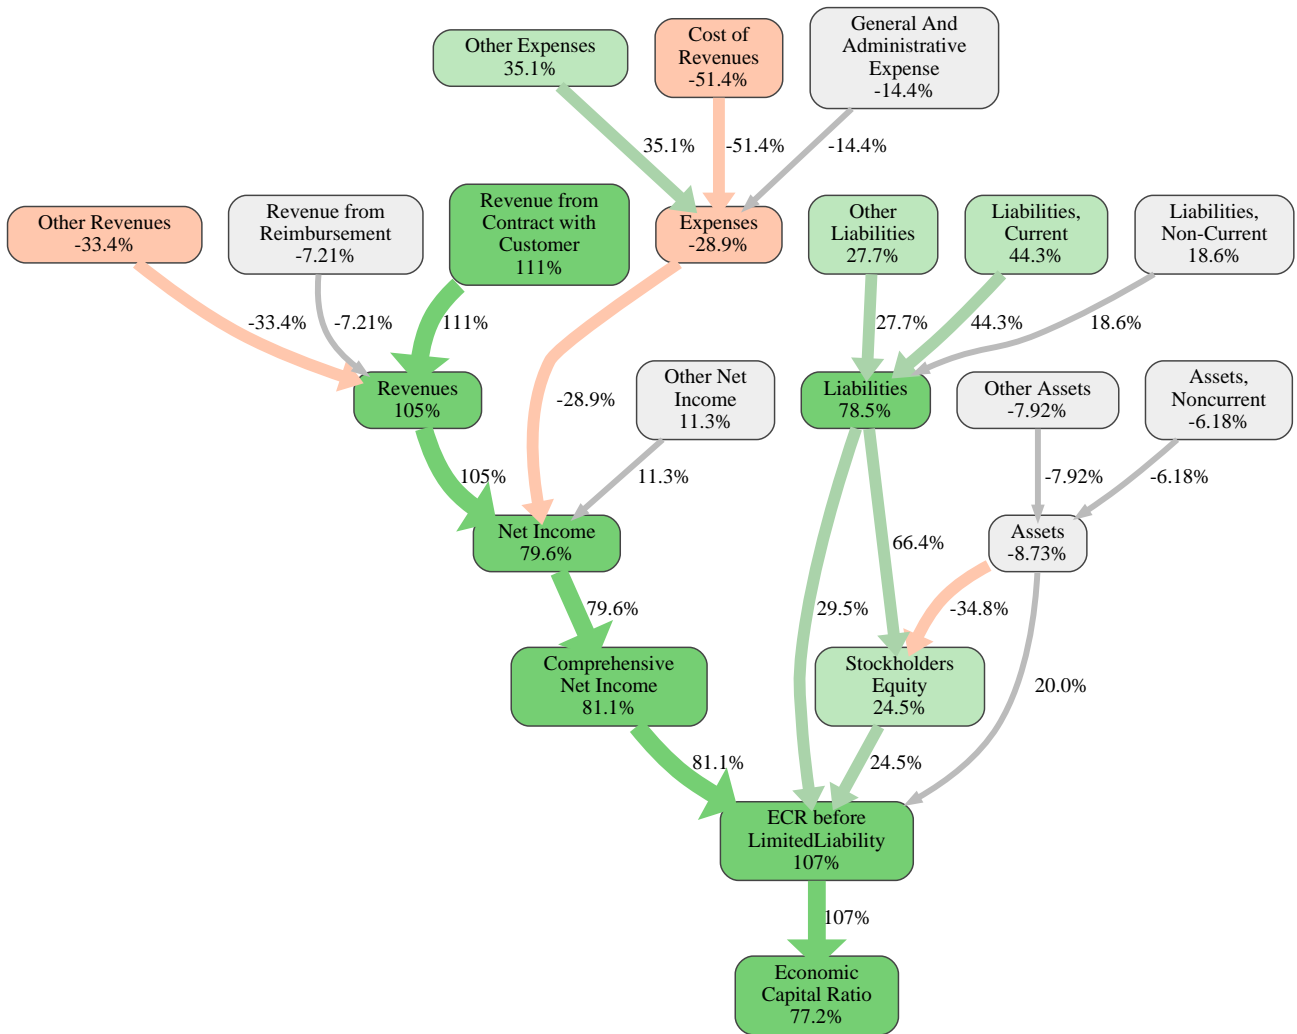 Other Expenses
35.1%
Cost of
Revenues
-51.4%
General And
Administrative
Expense
-14.4%
35.1%
-51.4%
-14.4%
Other Revenues
-33.4%
Revenue from
Reimbursement
-7.21%
Revenue from
Contract with
Customer
111%
Expenses
-28.9%
Other
Liabilities
27.7%
Liabilities,
Current
44.3%
Liabilities,
Non-Current
18.6%
-33.4%
-7.21%
111%
27.7%
44.3%
18.6%
Revenues
105%
-28.9%
Other Net
Income
11.3%
Liabilities
78.5%
Other Assets
-7.92%
Assets,
Noncurrent
-6.18%
105%
11.3%
-7.92%
-6.18%
Net Income
79.6%
66.4%
Assets
-8.73%
79.6%
29.5%
-34.8%
Comprehensive
Net Income
81.1%
Stockholders
Equity
24.5%
20.0%
81.1%
24.5%
ECR before
LimitedLiability
107%
107%
Economic
Capital Ratio
77.2%